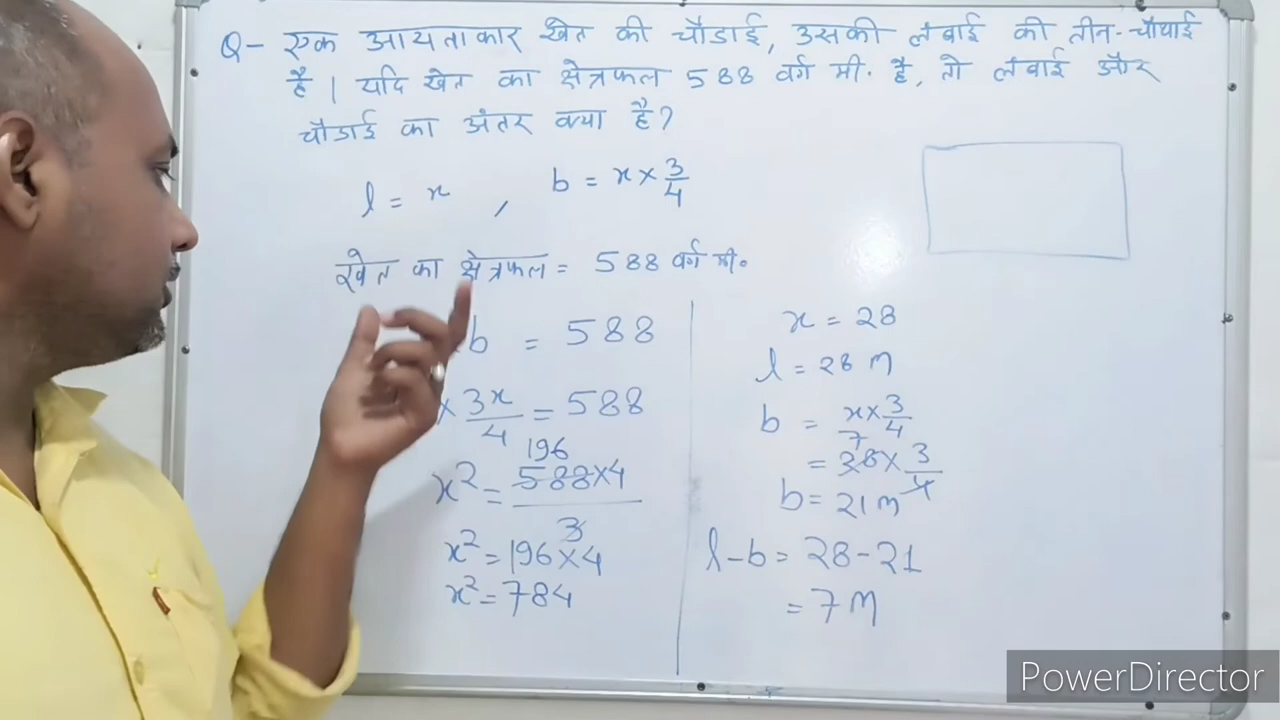 Q- एक आयताकार खेत की चौडाई, उसकी लंबाई की तीन-चौथाई
है। यदि खेत का क्षेत्रफल 588 वर्ग मी. है, तो लंबाई और
चौडाई का अंतर क्या है?
l = x , b = x × 3/4
खेत का क्षेत्रफल = 588 वर्ग मी.
b = 588
× 3x/4 = 588
196
x² = 588×4/3
x² = 196×4
x² = 784
x = 28
l = 28 m
b = x × 3/4
7
= 28 × 3/4
b = 21 m
l-b = 28-21
= 7 m
PowerDirector